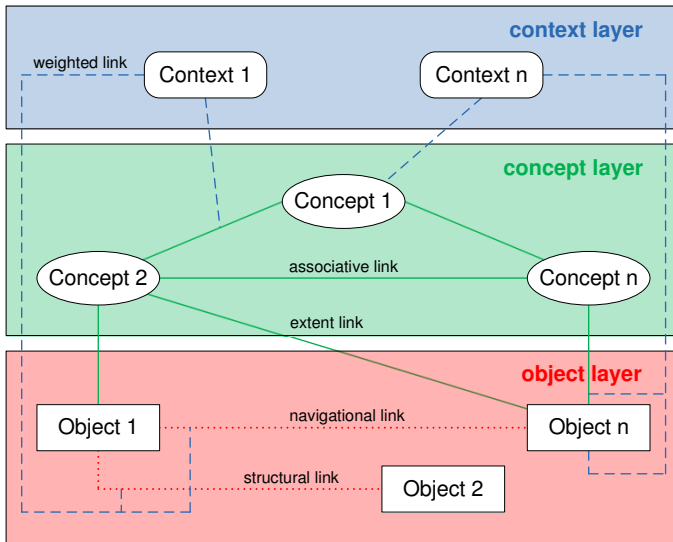 context layer
weighted link
Context 1
Context n
concept layer
Concept 1
associative link
Concept 2
Concept n
extent link
object layer
navigational link
Object 1
Object n
structural link
Object 2